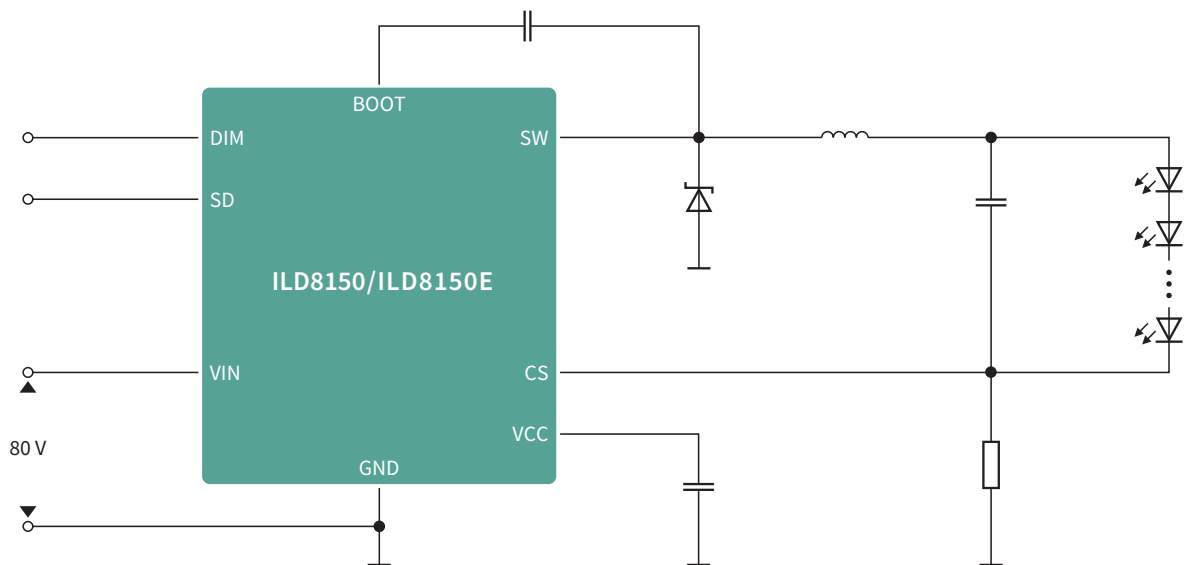 BOOT
DIM
SW
SD
ILD8150/ILD8150E
VIN
CS
VCC
80 V
GND